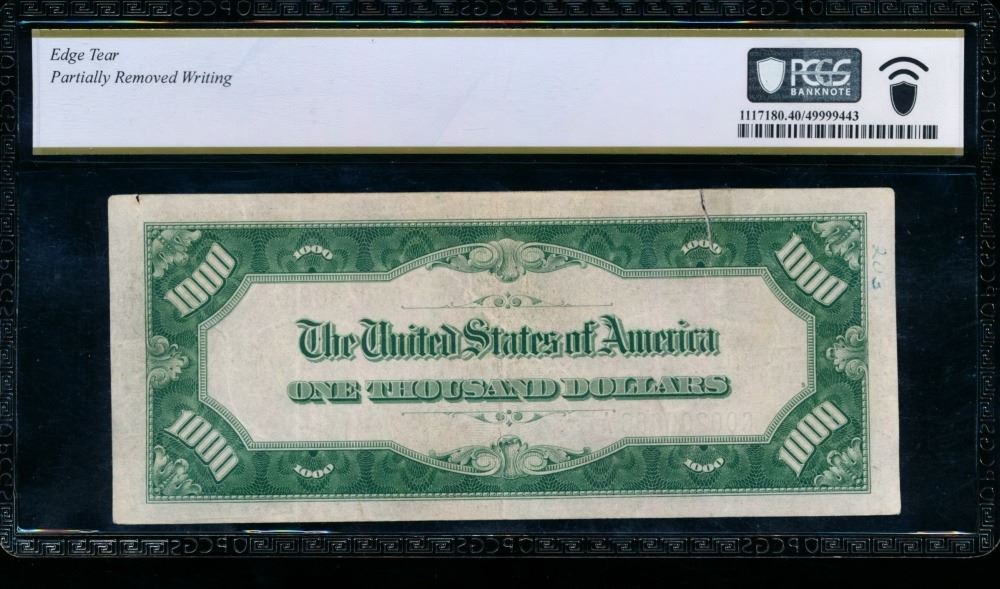 Edge Tear
Partially Removed Writing
PCGS
BANKNOTE
1117180.40/49999443
1000 1000 1000 1000
The United States of America
ONE THOUSAND DOLLARS
1000 1000 1000 1000